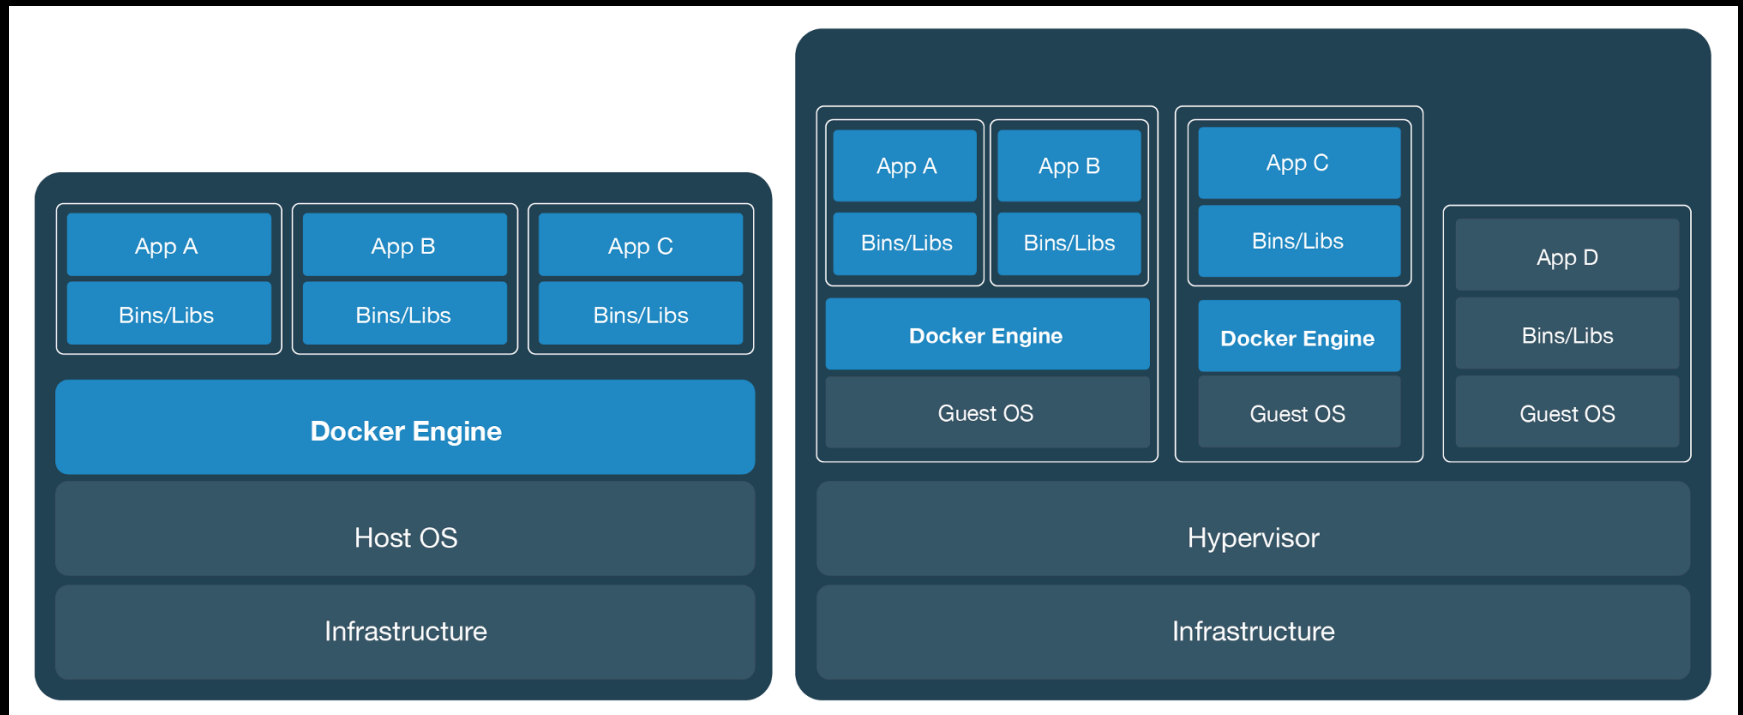 App A
App B
App C
Bins/Libs
Bins/Libs
Bins/Libs
Docker Engine
Host OS
Infrastructure
App A
App B
Bins/Libs
Bins/Libs
Docker Engine
Guest OS
App C
Bins/Libs
Docker Engine
Guest OS
App D
Bins/Libs
Guest OS
Hypervisor
Infrastructure